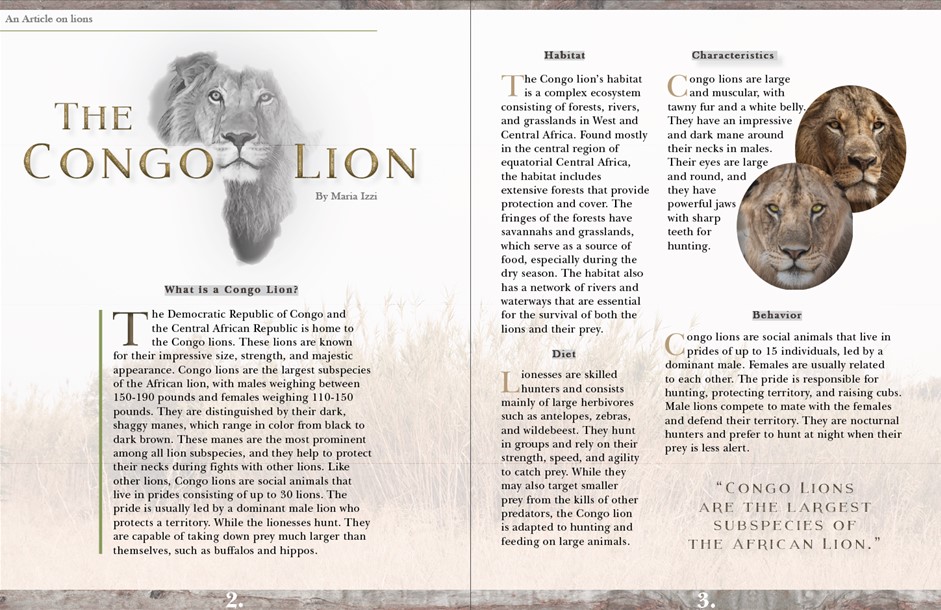 An Article on lions
THE
CONGO LION
By Maria Izzi
What is a Congo Lion?
The Democratic Republic of Congo and
the Central African Republic is home to
the Congo lions. These lions are known
for their impressive size, strength, and majestic
appearance. Congo lions are the largest subspecies
of the African lion, with males weighing between
150-190 pounds and females weighing 110-150
pounds. They are distinguished by their dark,
shaggy manes, which range in color from black to
dark brown. These manes are the most prominent
among all lion subspecies, and they help to protect
their necks during fights with other lions. Like
other lions, Congo lions are social animals that
live in prides consisting of up to 30 lions. The
pride is usually led by a dominant male lion who
protects a territory. While the lionesses hunt. They
are capable of taking down prey much larger than
themselves, such as buffalos and hippos.
2.
Habitat
The Congo lion's habitat
is a complex ecosystem
consisting of forests, rivers,
and grasslands in West and
Central Africa. Found mostly
in the central region of
equatorial Central Africa,
the habitat includes
extensive forests that provide
protection and cover. The
fringes of the forests have
savannahs and grasslands,
which serve as a source of
food, especially during the
dry season. The habitat also
has a network of rivers and
waterways that are essential
for the survival of both the
lions and their prey.
Diet
Lionesses are skilled
hunters and consists
mainly of large herbivores
such as antelopes, zebras,
and wildebeest. They hunt
in groups and rely on their
strength, speed, and agility
to catch prey. While they
may also target smaller
prey from the kills of other
predators, the Congo lion
is adapted to hunting and
feeding on large animals.
Characteristics
Congo lions are large
and muscular, with
tawny fur and a white belly.
They have an impressive
and dark mane around
their necks in males.
Their eyes are large
and round, and
they have
powerful jaws
with sharp
teeth for
hunting.
Behavior
Congo lions are social animals that live in
prides of up to 15 individuals, led by a
dominant male. Females are usually related
to each other. The pride is responsible for
hunting, protecting territory, and raising cubs.
Male lions compete to mate with the females
and defend their territory. They are nocturnal
hunters and prefer to hunt at night when their
prey is less alert.
“CONGO LIONS
ARE THE LARGEST
SUBSPECIES OF
THE AFRICAN LION.”
3.